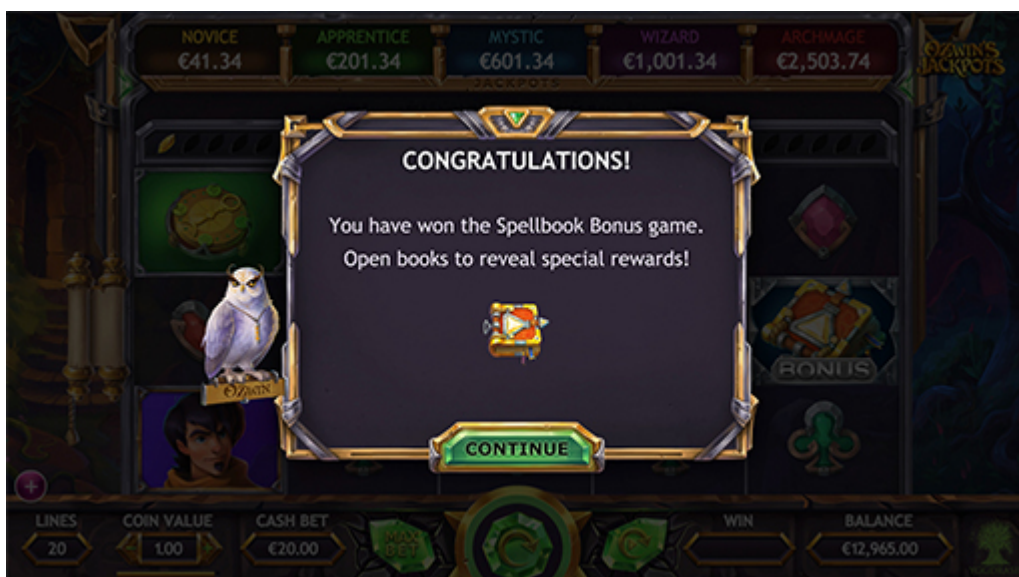 NOVICE APPRENTICE MYSTIC WIZARD ARCHMAGE
€41.34 €201.34 €601.34 €1,001.34 €2,503.74
JACKPOTS
OZWIN'S
JACKPOTS
CONGRATULATIONS!
You have won the Spellbook Bonus game.
Open books to reveal special rewards!
BONUS
OZWIN
CONTINUE
LINES COIN VALUE CASH BET WIN BALANCE
MAX
BET
20 1.00 €20.00 €12,965.00
YGGDRASIL